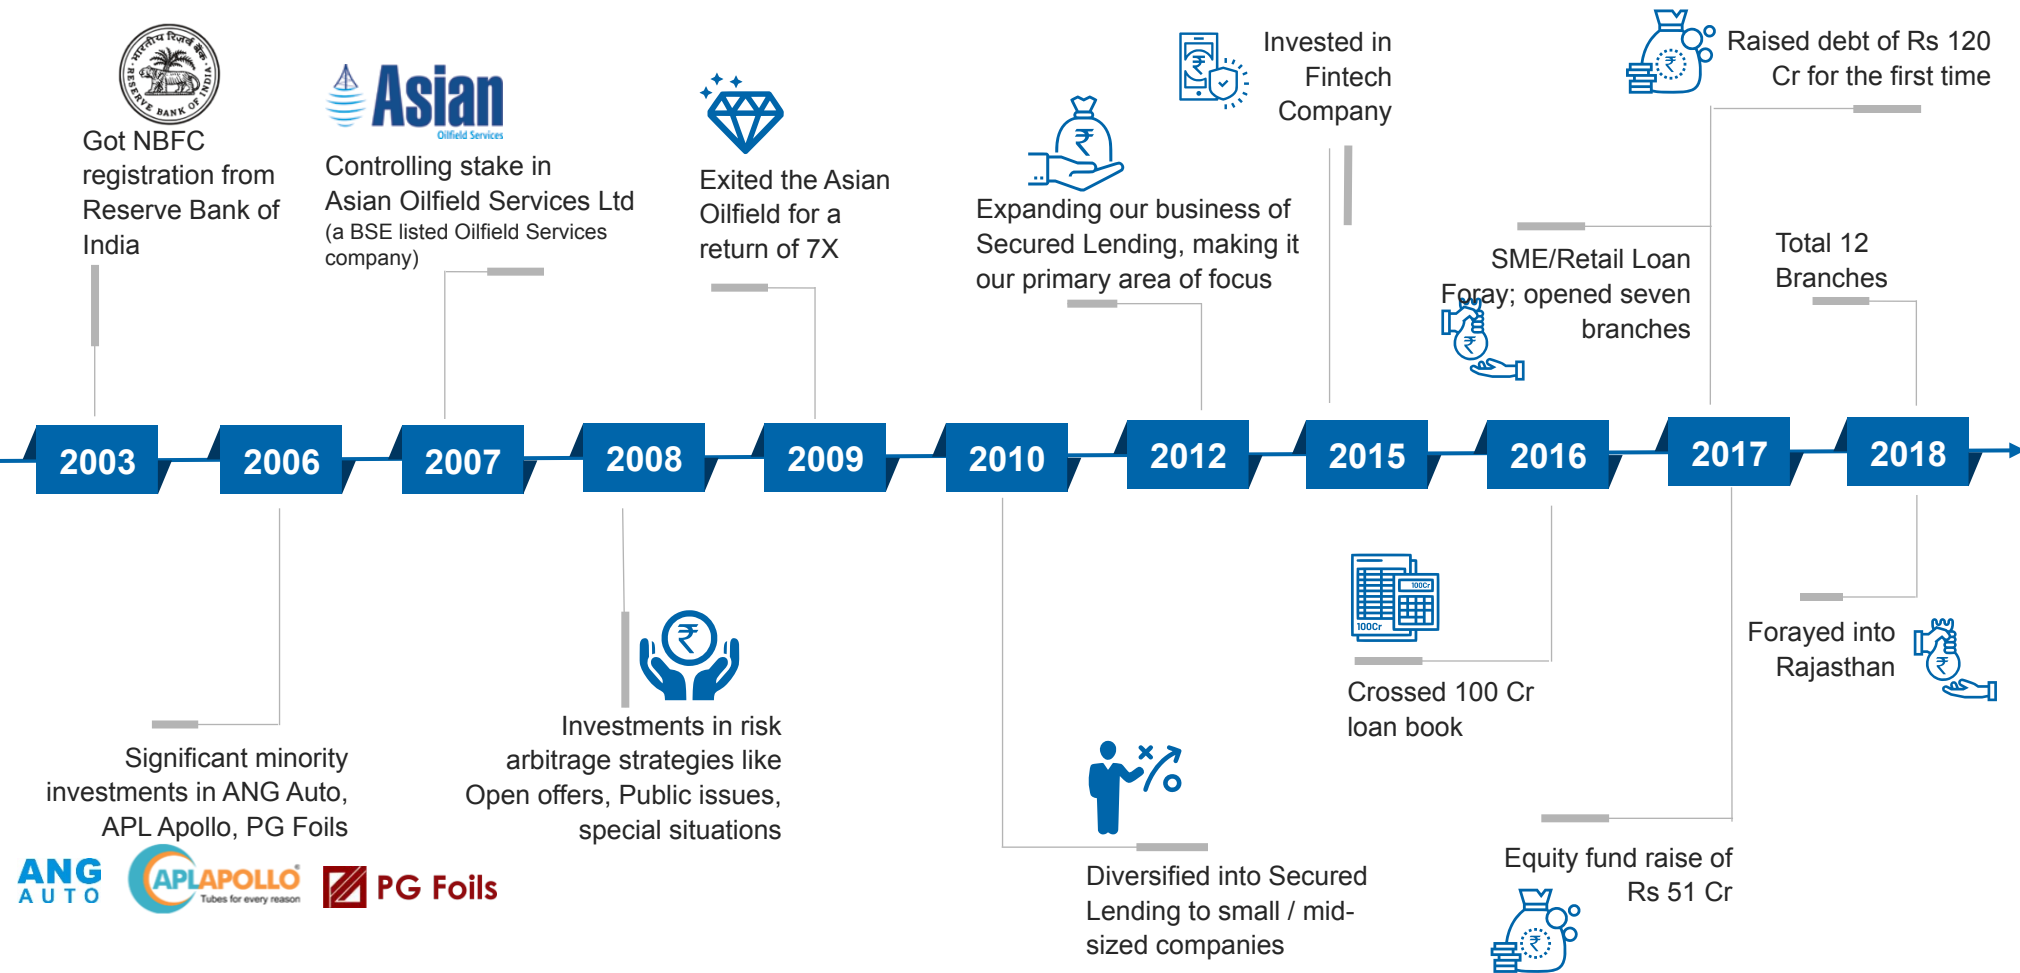 भारतीय रिज़र्व बैंक
RESERVE BANK OF INDIA
Got NBFC
registration from
Reserve Bank of
India
Asian
Oilfield Services
Controlling stake in
Asian Oilfield Services Ltd
(a BSE listed Oilfield Services
company)
Exited the Asian
Oilfield for a
return of 7X
₹
Expanding our business of
Secured Lending, making it
our primary area of focus
₹
Invested in
Fintech
Company
₹
Raised debt of Rs 120
Cr for the first time
SME/Retail Loan
Foray; opened seven
branches
₹
Total 12
Branches
2003
2006
2007
2008
2009
2010
2012
2015
2016
2017
2018
Significant minority
investments in ANG Auto,
APL Apollo, PG Foils
ANG
AUTO
APLAPOLLO
Tubes for every reason
PG Foils
₹
Investments in risk
arbitrage strategies like
Open offers, Public issues,
special situations
Diversified into Secured
Lending to small / mid-
sized companies
100Cr
100Cr
Crossed 100 Cr
loan book
Equity fund raise of
Rs 51 Cr
₹
Forayed into
Rajasthan
₹